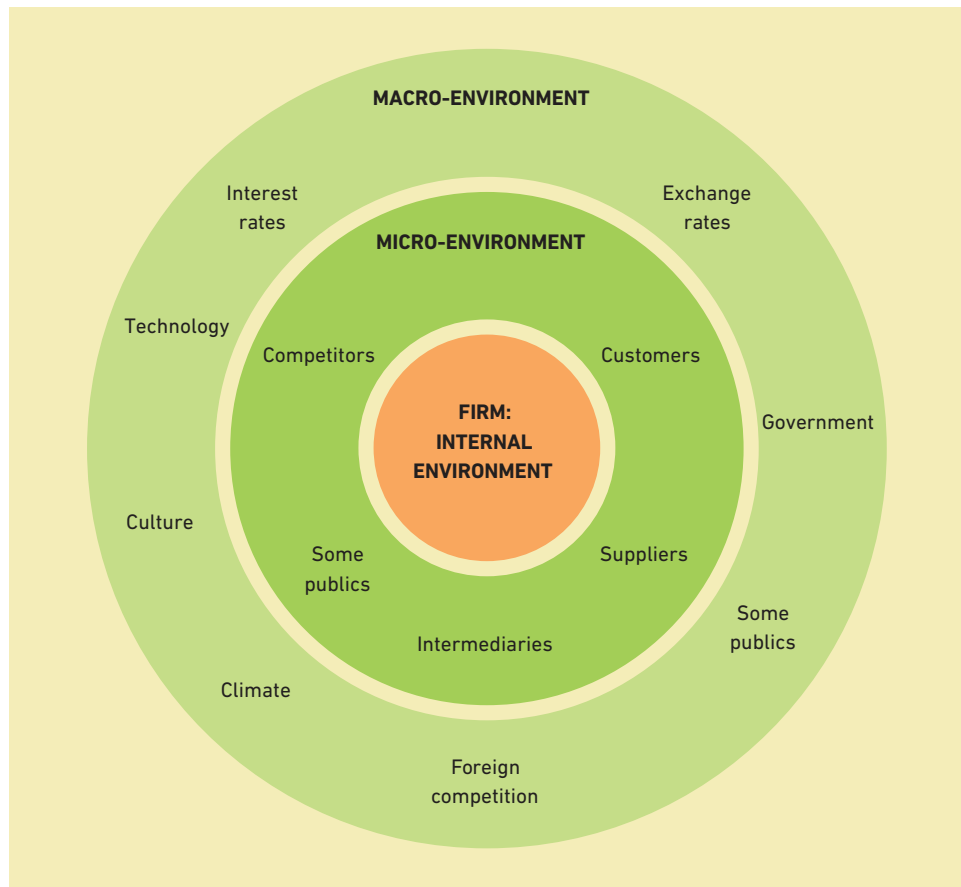 MACRO-ENVIRONMENT
Interest
rates
Exchange
rates
MICRO-ENVIRONMENT
Technology
Competitors
Customers
FIRM:
INTERNAL
ENVIRONMENT
Government
Culture
Some
publics
Suppliers
Some
publics
Intermediaries
Climate
Foreign
competition